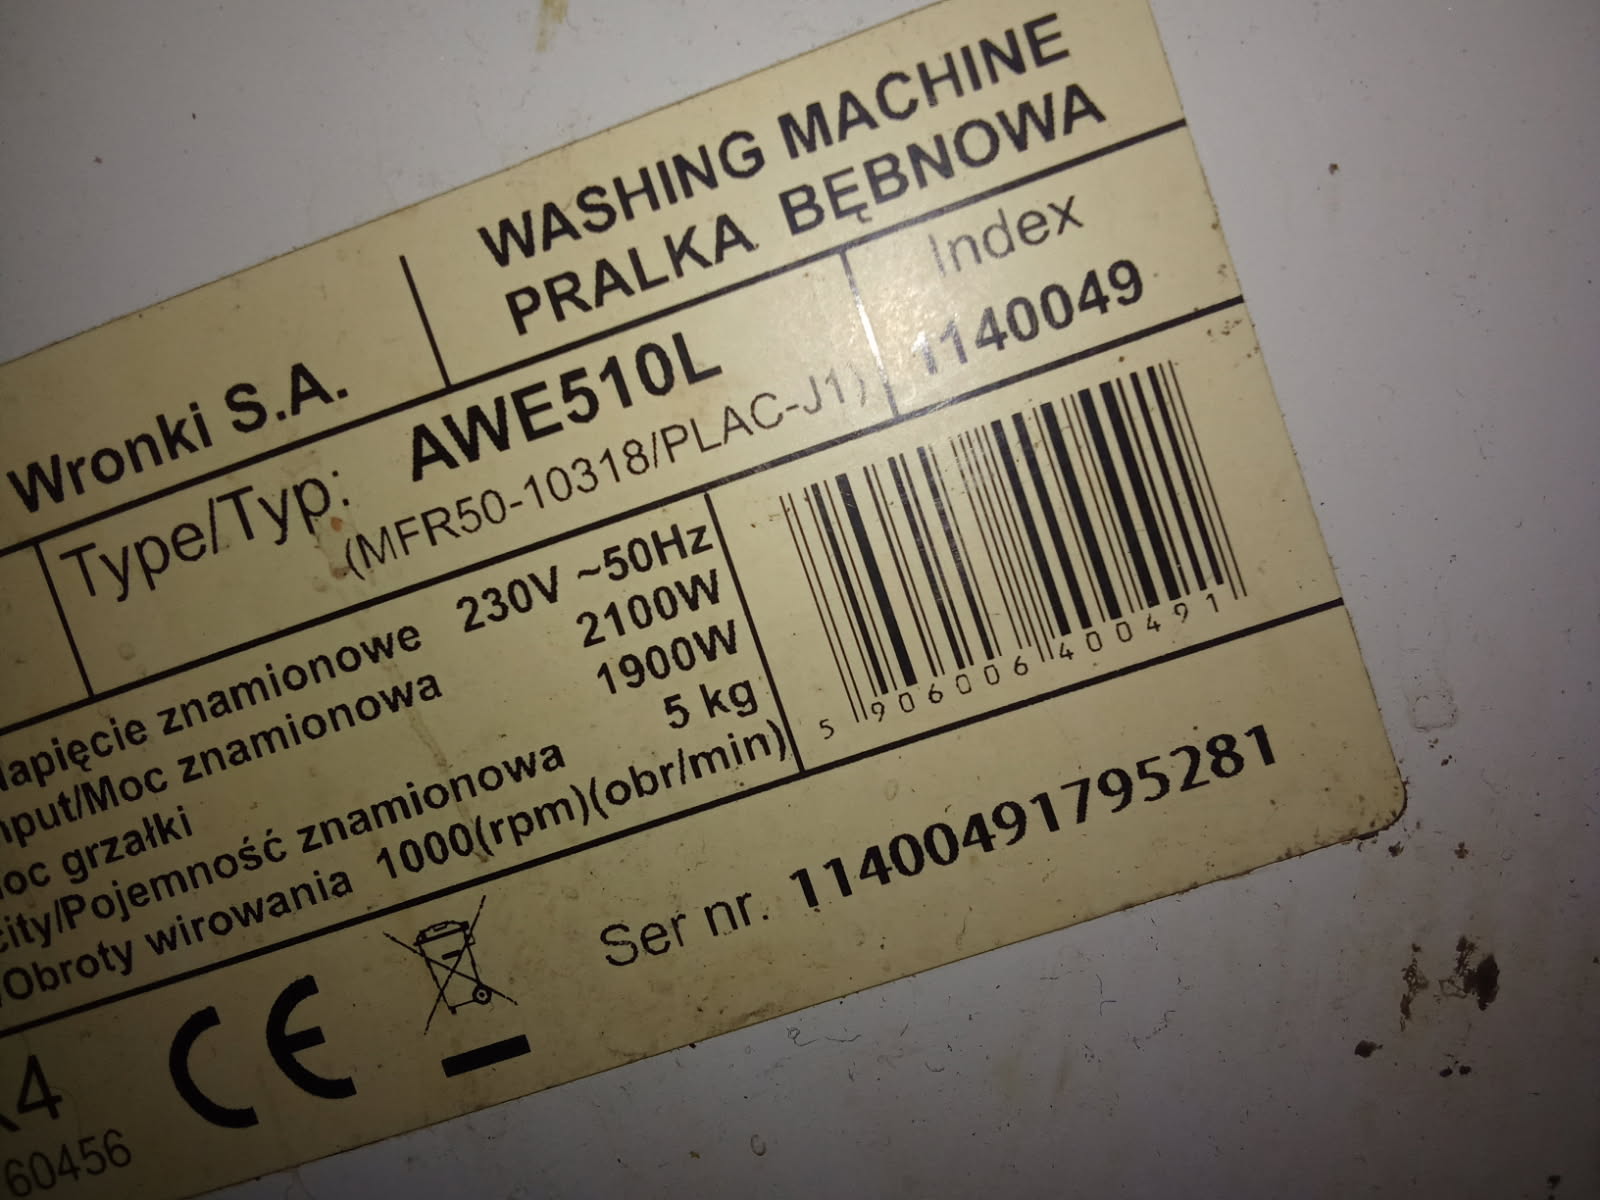 WASHING MACHINE
PRALKA BĘBNOWA
Wronki S.A.
Type/Typ: AWE510L
(MFR50-10318/PLAC-J1)
Index
1140049
Napięcie znamionowe 230V ~50Hz
nput/Moc znamionowa 2100W
oc grzałki 1900W
city/Pojemność znamionowa 5 kg
/Obroty wirowania 1000(rpm)(obr/min)
5 906006 400491
Ser nr. 11400491795281
4
CE
60456